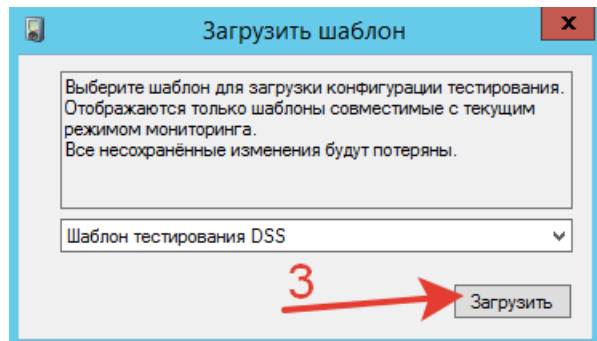 Загрузить шаблон
x
Выберите шаблон для загрузки конфигурации тестирования.
Отображаются только шаблоны совместимые с текущим
режимом мониторинга.
Все несохранённые изменения будут потеряны.
Шаблон тестирования DSS
3
Загрузить